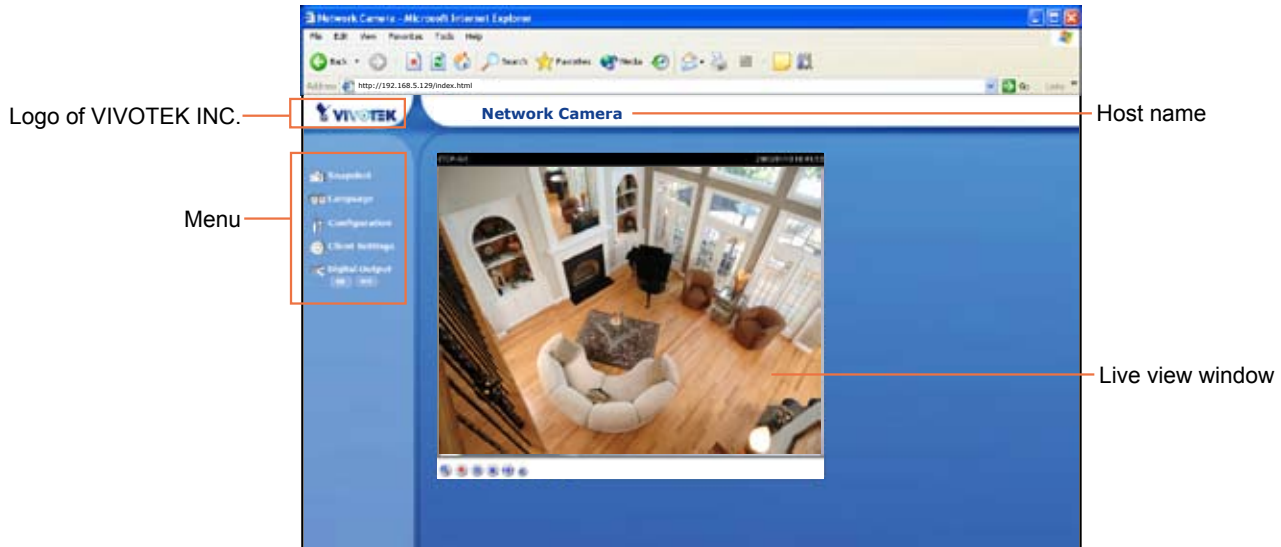 Network Camera - Microsoft Internet Explorer
File Edit View Favorites Tools Help
Back Search Favorites Media
Address http://192.168.5.129/index.html Go Links
Logo of VIVOTEK INC.
VIVOTEK
Network Camera
Host name
Menu
Snapshot
Language
Configuration
Client Settings
Digital Output
Live view window